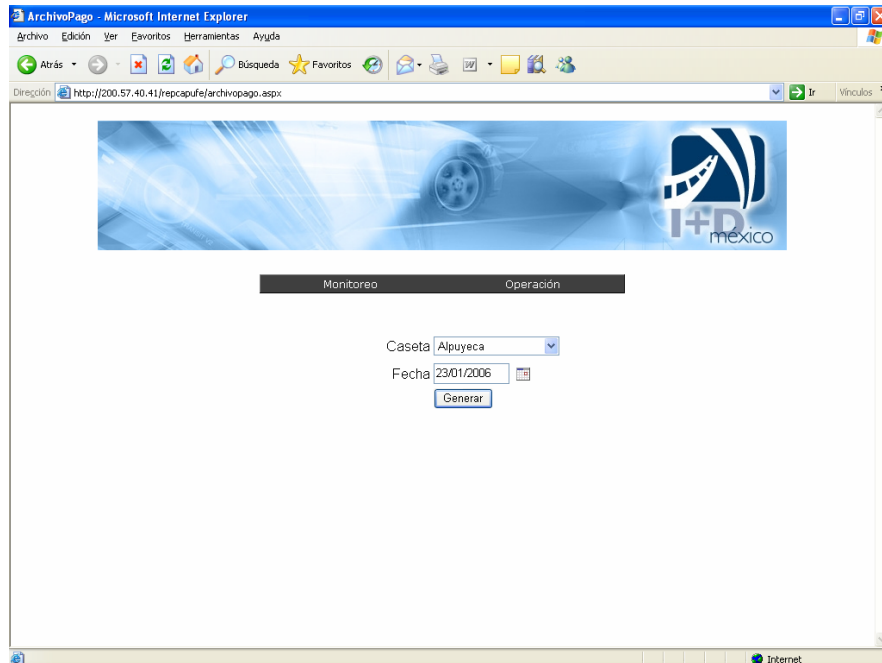 ArchivoPago - Microsoft Internet Explorer
Archivo Edición Ver Favoritos Herramientas Ayuda
Atrás Búsqueda Favoritos
Dirección http://200.57.40.41/repcapufe/archivopago.aspx Ir Vínculos
I+D
méxico
Monitoreo Operación
Caseta Alpuyeca
Fecha 23/01/2006
Generar
Internet